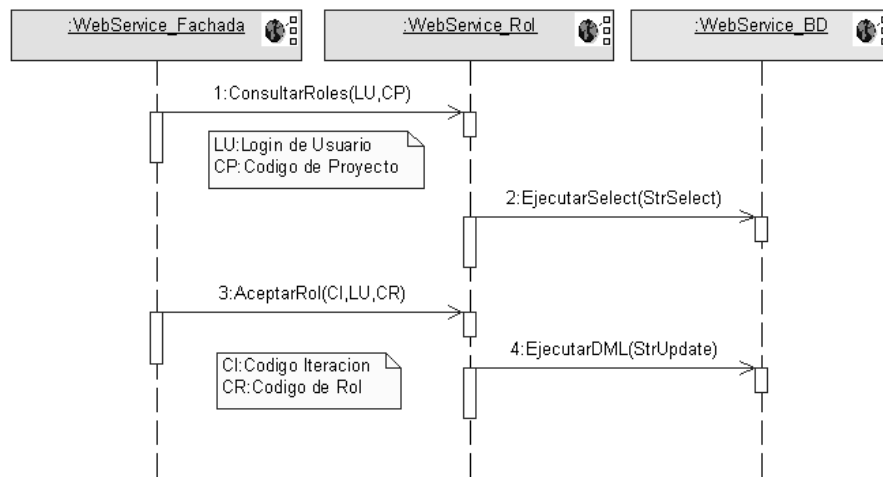 :WebService_Fachada
:WebService_Rol
:WebService_BD
1:ConsultarRoles(LU,CP)
LU:Login de Usuario
CP:Codigo de Proyecto
2:EjecutarSelect(StrSelect)
3:AceptarRol(CI,LU,CR)
CI:Codigo Iteracion
CR:Codigo de Rol
4:EjecutarDML(StrUpdate)